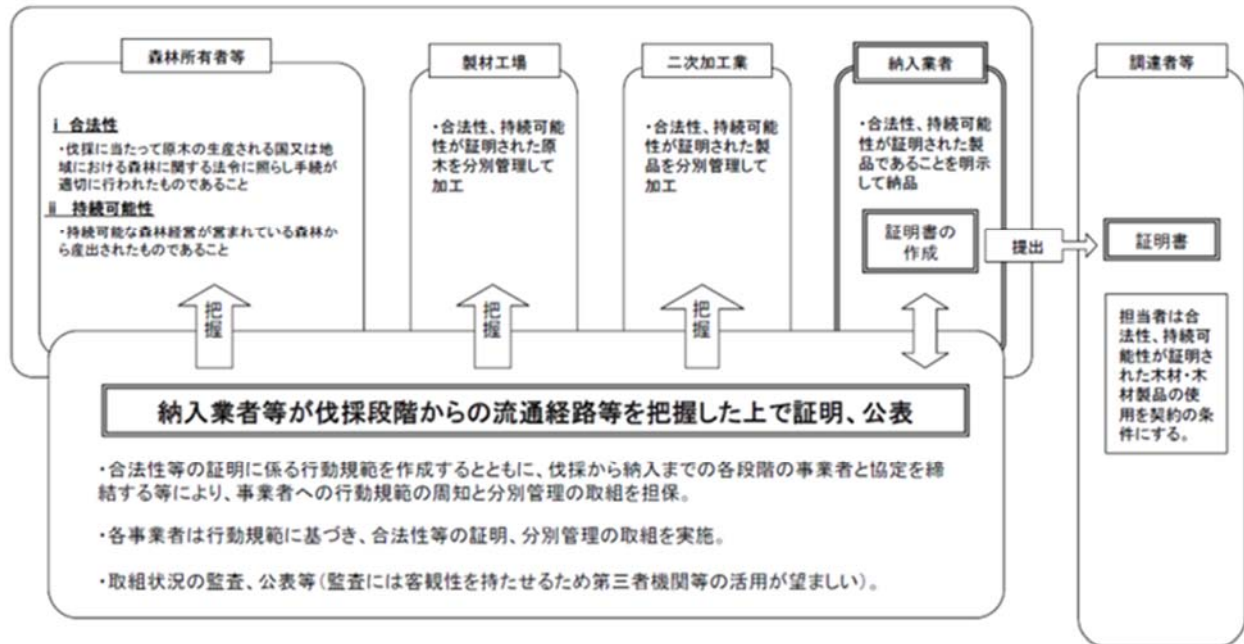 森林所有者等
ⅰ 合法性
・伐採に当たって原木の生産される国又は地
域における森林に関する法令に照らし手続が
適切に行われたものであること
ⅱ 持続可能性
・持続可能な森林経営が営まれている森林か
ら産出されたものであること
製材工場
・合法性、持続可能
性が証明された原
木を分別管理して
加工
二次加工業
・合法性、持続可能
性が証明された製
品を分別管理して
加工
納入業者
・合法性、持続可能
性が証明された製
品であることを明示
して納品
証明書の
作成
提出
調達者等
証明書
担当者は合
法性、持続可
能性が証明さ
れた木材・木
材製品の使
用を契約の条
件にする。
把握
把握
把握
納入業者等が伐採段階からの流通経路等を把握した上で証明、公表
・合法性等の証明に係る行動規範を作成するとともに、伐採から納入までの各段階の事業者と協定を締
結する等により、事業者への行動規範の周知と分別管理の取組を担保。
・各事業者は行動規範に基づき、合法性等の証明、分別管理の取組を実施。
・取組状況の監査、公表等(監査には客観性を持たせるため第三者機関等の活用が望ましい)。